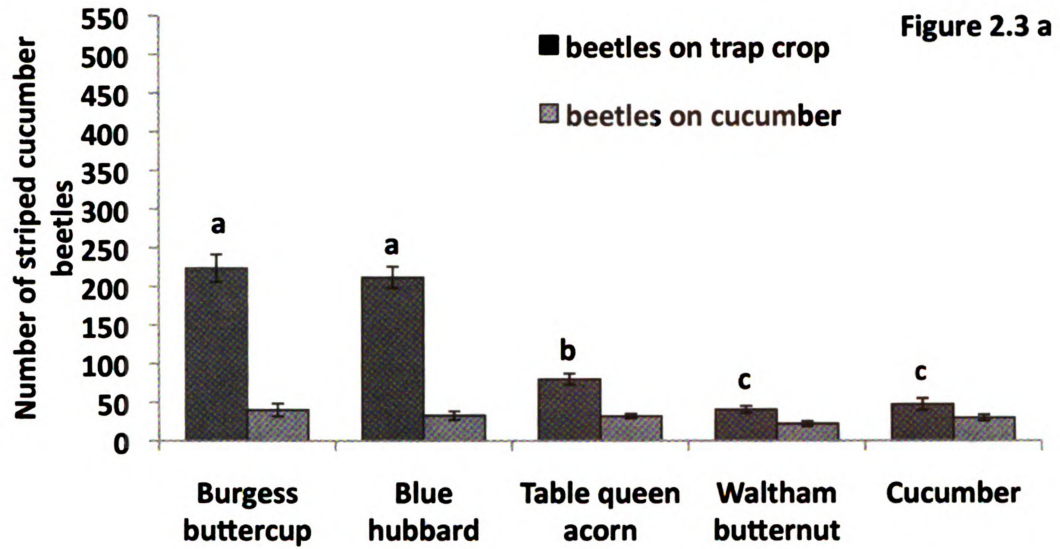 Figure 2.3 a
beetles on trap crop
beetles on cucumber
Number of striped cucumber
beetles
550
500
450
400
350
300
250
200
150
100
50
0
a
a
b
c
c
Burgess
buttercup
Blue
hubbard
Table queen
acorn
Waltham
butternut
Cucumber